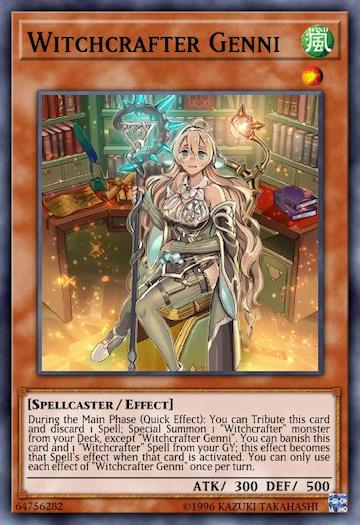 WITCHCRAFTER GENNI
WIND
風
[SPELLCASTER / EFFECT]
During the Main Phase (Quick Effect): You can Tribute this card
and discard 1 Spell; Special Summon 1 "Witchcrafter" monster
from your Deck, except "Witchcrafter Genni". You can banish this
card and 1 "Witchcrafter" Spell from your GY; this effect becomes
that Spell's effect when that card is activated. You can only use
each effect of "Witchcrafter Genni" once per turn.
ATK/ 300 DEF/ 500
64756282
©1996 KAZUKI TAKAHASHI